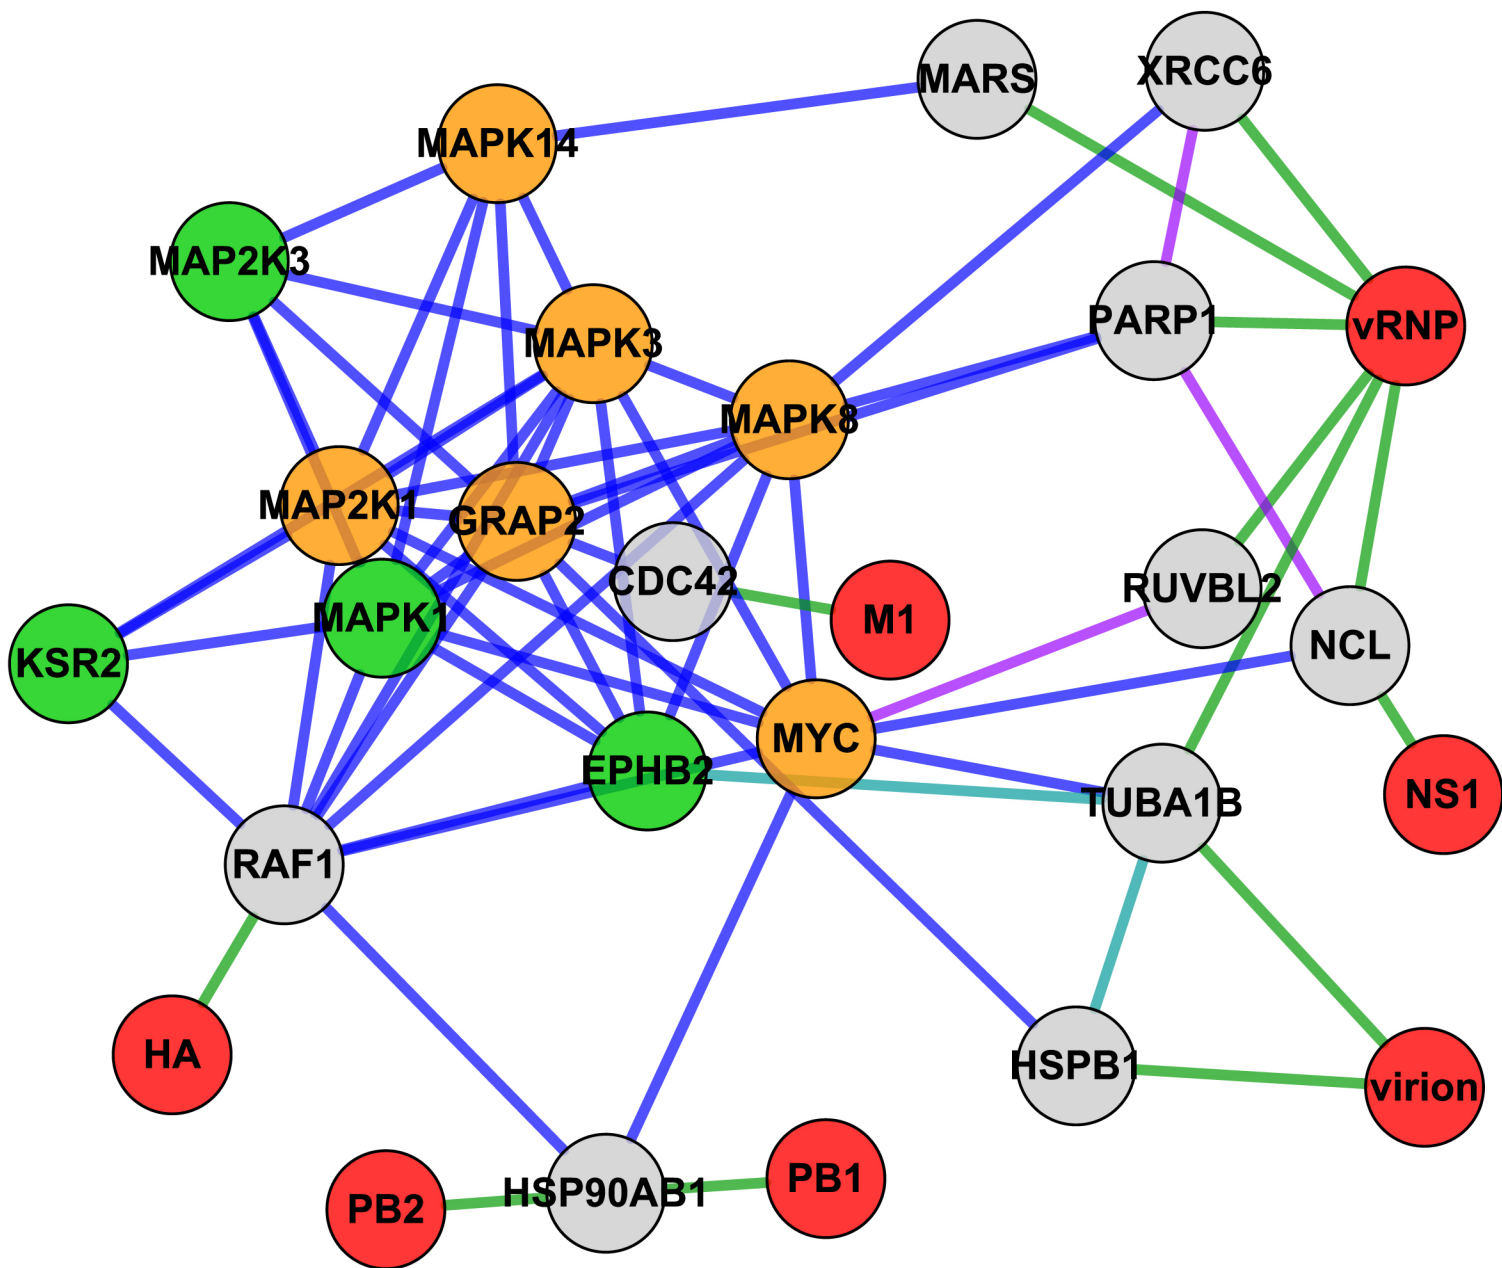 XRCC6
MARS
MAPK14
MAP2K3
PARP1
vRNP
MAPK3
MAPK8
MAP2K1
GRAP2
CDC42
RUVBL2
MAPK1
M1
NCL
KSR2
MYC
EPHB2
NS1
TUBA1B
RAF1
HA
HSPB1
virion
PB1
HSP90AB1
PB2